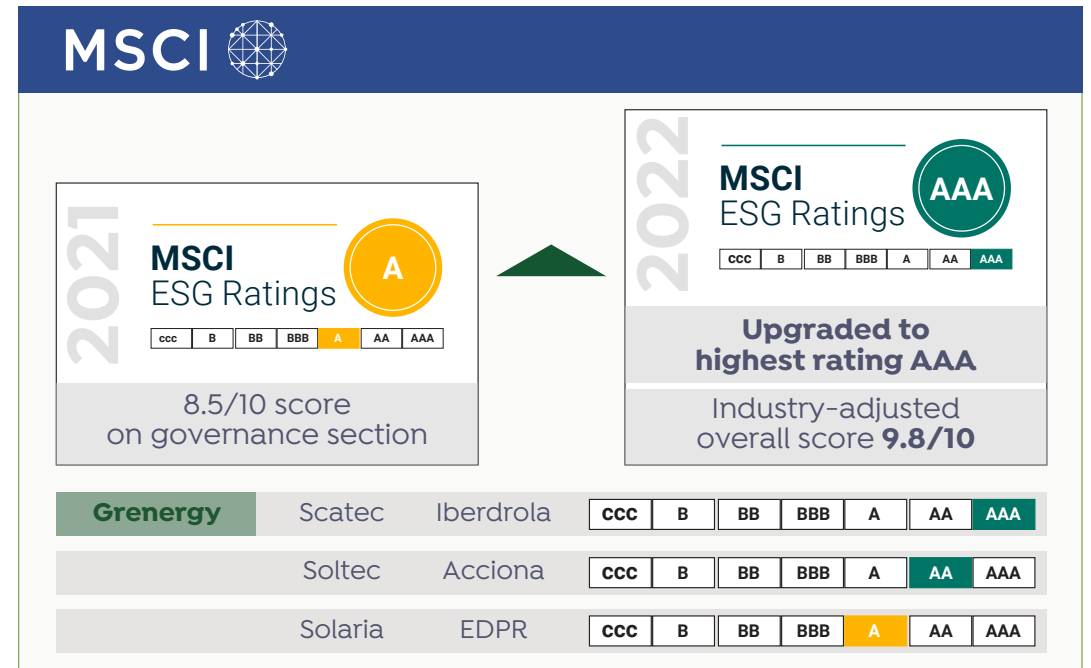 MSCI
2021
MSCI
ESG Ratings
A
ccc B BB BBB A AA AAA
8.5/10 score
on governance section
2022
MSCI
ESG Ratings
AAA
CCC B BB BBB A AA AAA
Upgraded to
highest rating AAA
Industry-adjusted
overall score 9.8/10
Grenergy Scatec Iberdrola CCC B BB BBB A AA AAA
Soltec Acciona CCC B BB BBB A AA AAA
Solaria EDPR CCC B BB BBB A AA AAA